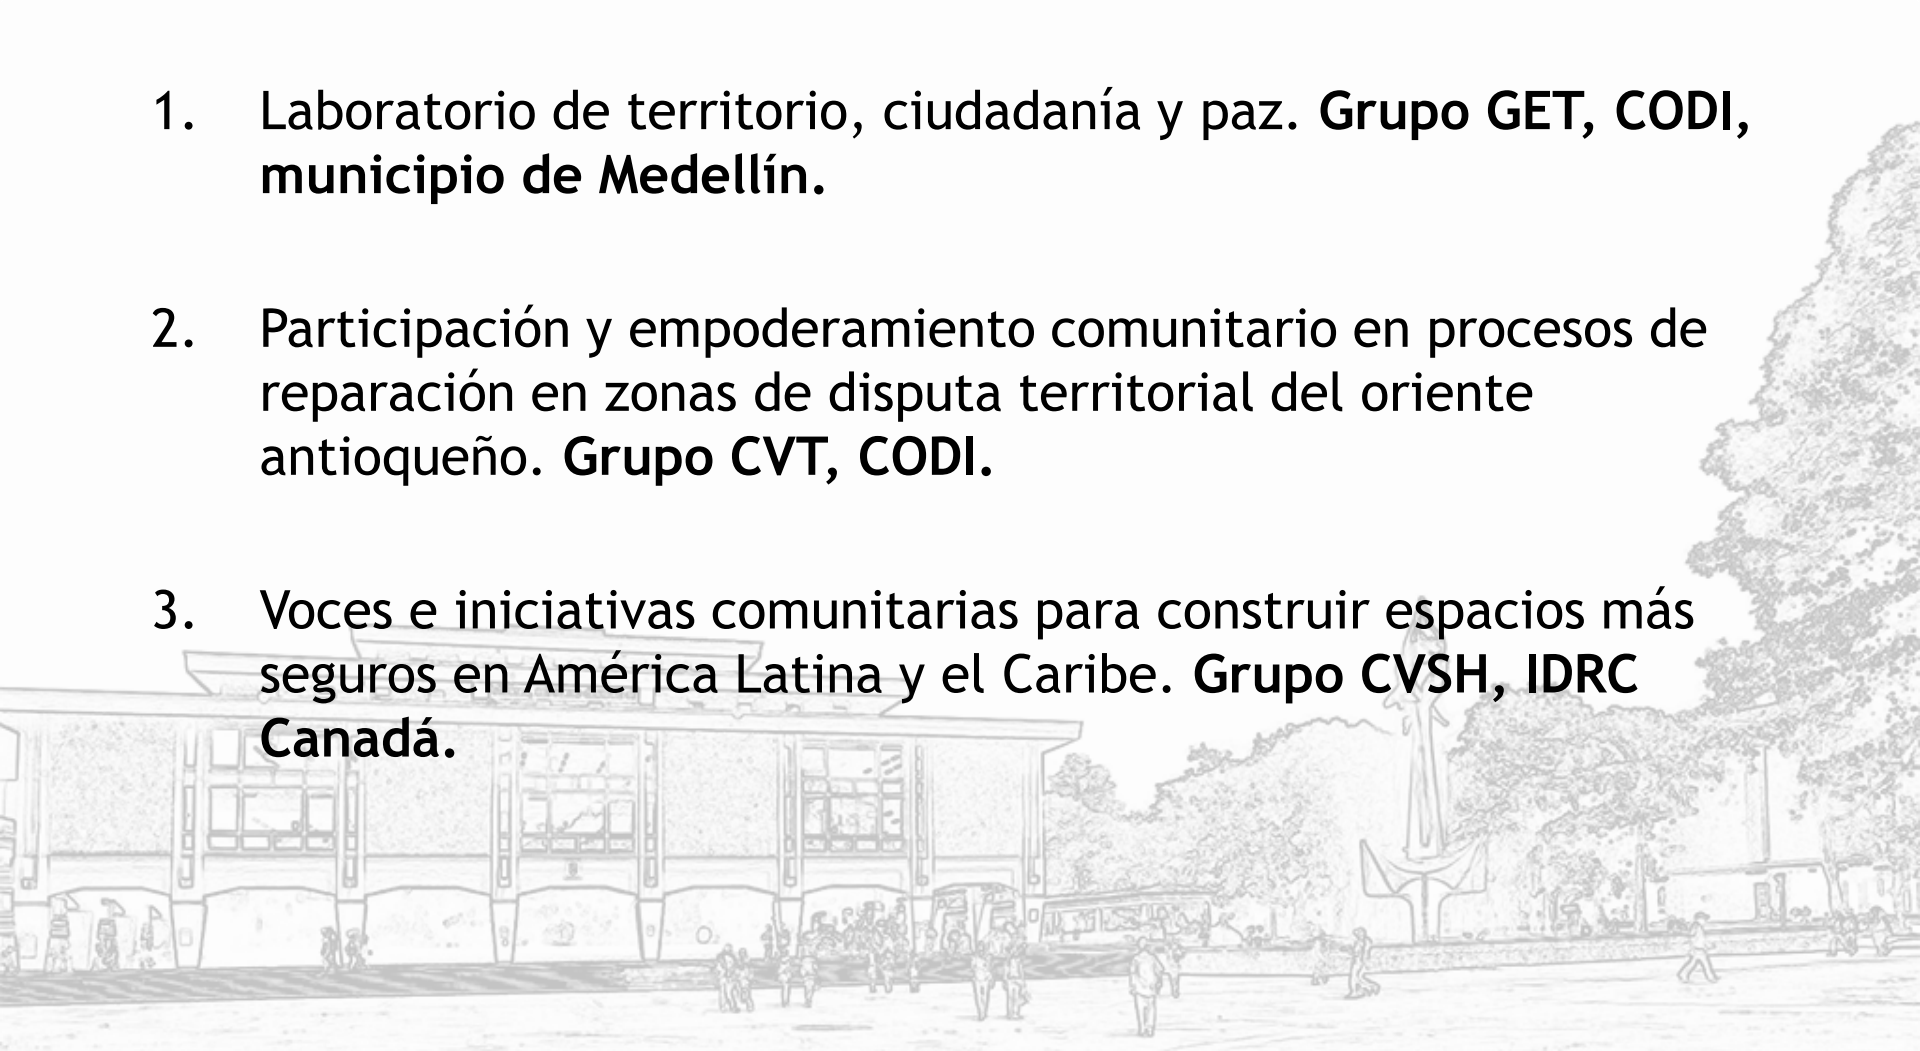 1. Laboratorio de territorio, ciudadanía y paz. Grupo GET, CODI,
municipio de Medellín.
2. Participación y empoderamiento comunitario en procesos de
reparación en zonas de disputa territorial del oriente
antioqueño. Grupo CVT, CODI.
3. Voces e iniciativas comunitarias para construir espacios más
seguros en América Latina y el Caribe. Grupo CVSH, IDRC
Canadá.